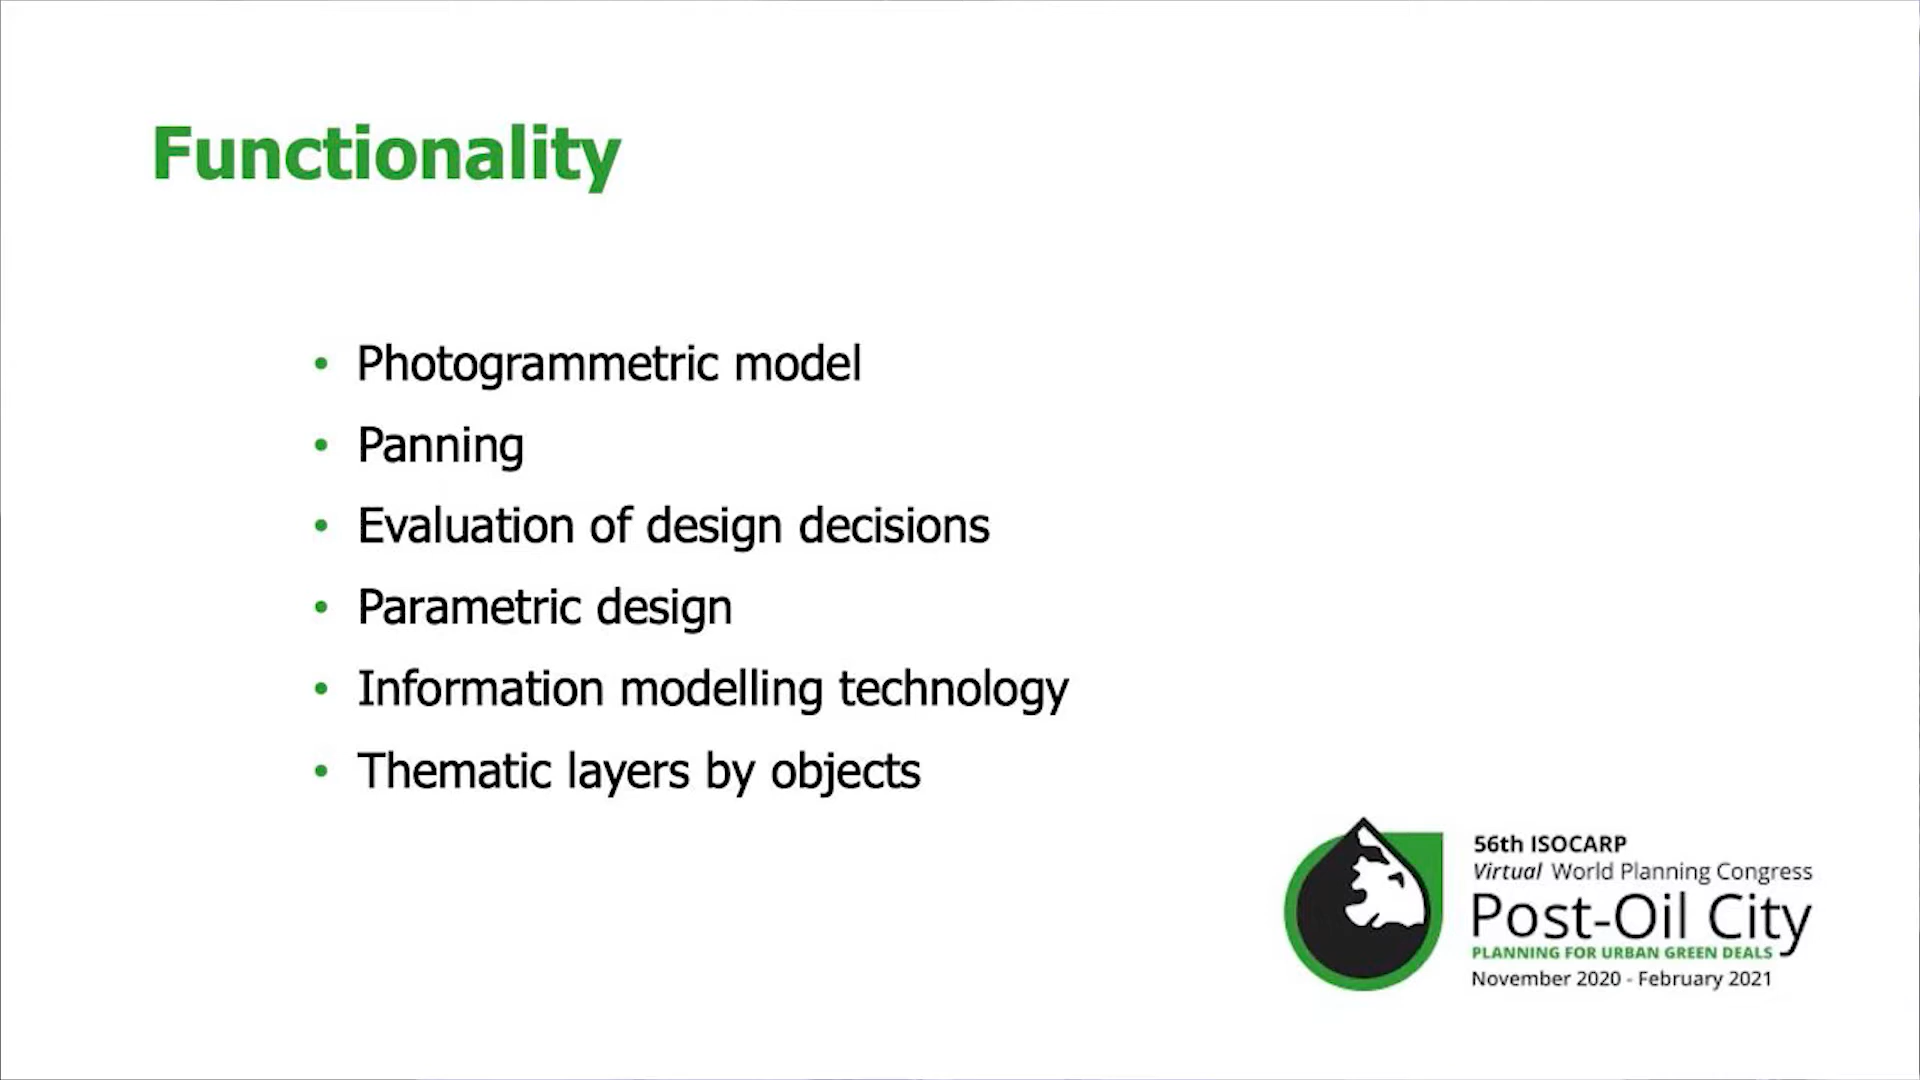 Functionality
• Photogrammetric model
• Panning
• Evaluation of design decisions
• Parametric design
• Information modelling technology
• Thematic layers by objects
56th ISOCARP
Virtual World Planning Congress
Post-Oil City
PLANNING FOR URBAN GREEN DEALS
November 2020 - February 2021